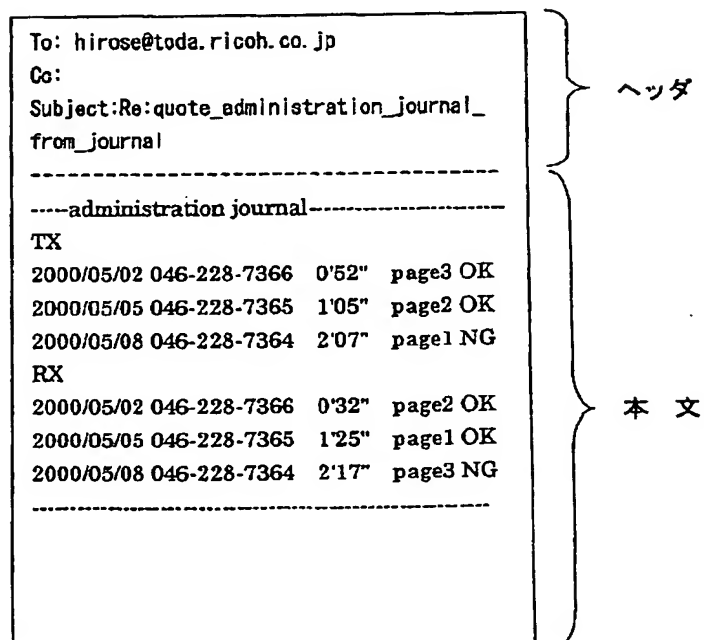 To: hirose@toda.ricoh.co.jp
Cc:
Subject:Re:quote_administration_journal_
from_journal
ヘッダ
-----administration journal----------------------
TX
2000/05/02 046-228-7366 0'52" page3 OK
2000/05/05 046-228-7365 1'05" page2 OK
2000/05/08 046-228-7364 2'07" page1 NG
RX
2000/05/02 046-228-7366 0'32" page2 OK
2000/05/05 046-228-7365 1'25" page1 OK
2000/05/08 046-228-7364 2'17" page3 NG
本 文